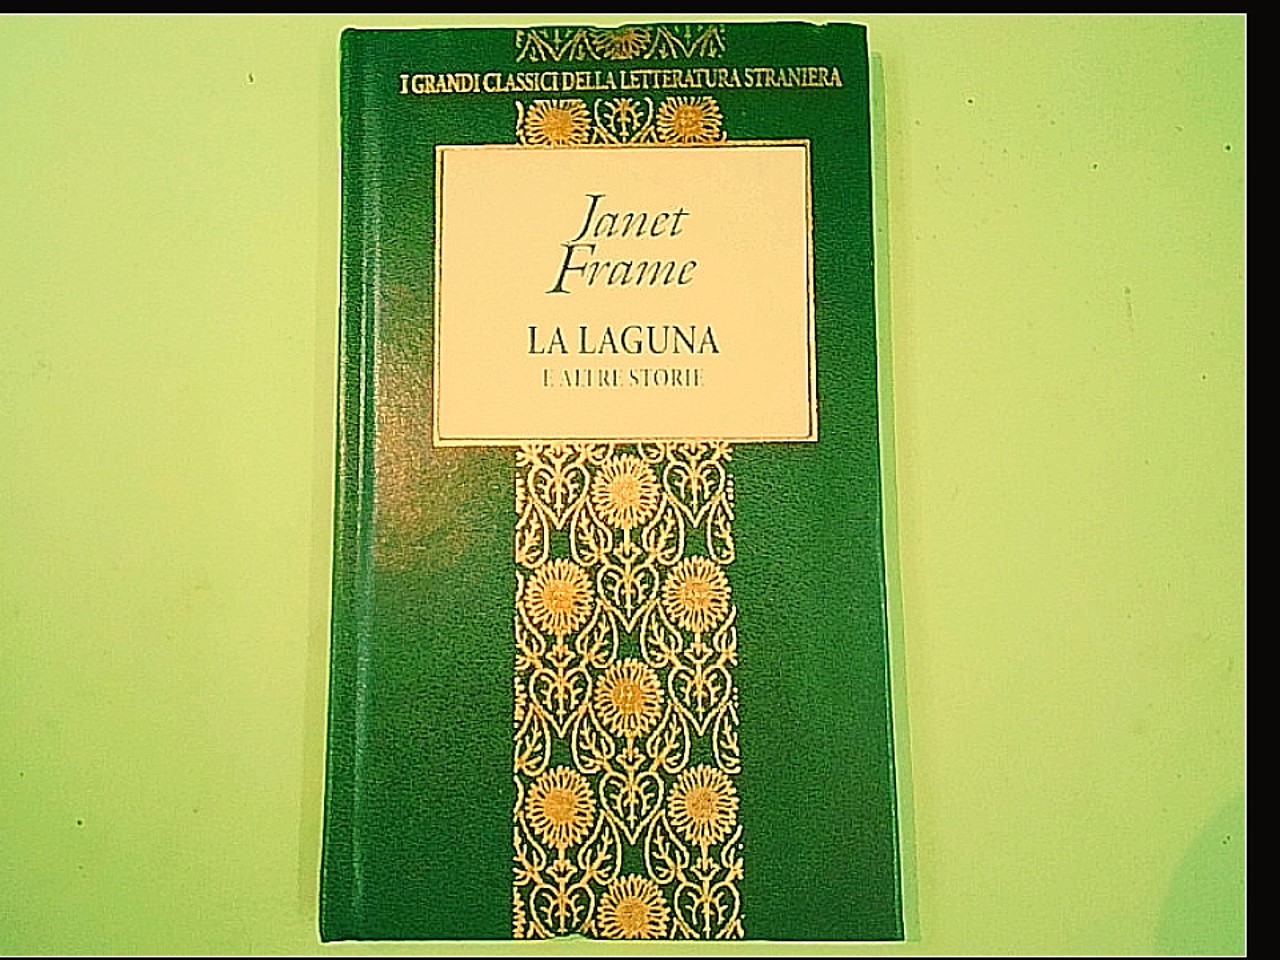 I GRANDI CLASSICI DELLA LETTERATURA STRANIERA
Janet
Frame
LA LAGUNA
E ALTRE STORIE